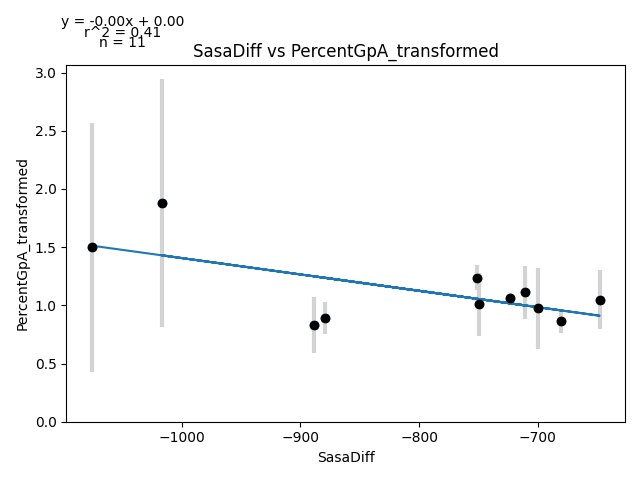 y = -0.00x + 0.00
r^2 = 0.41
n = 11
SasaDiff vs PercentGpA_transformed
3.0
2.5
2.0
1.5
1.0
0.5
0.0
PercentGpA_transformed
−1000
−900
−800
−700
SasaDiff